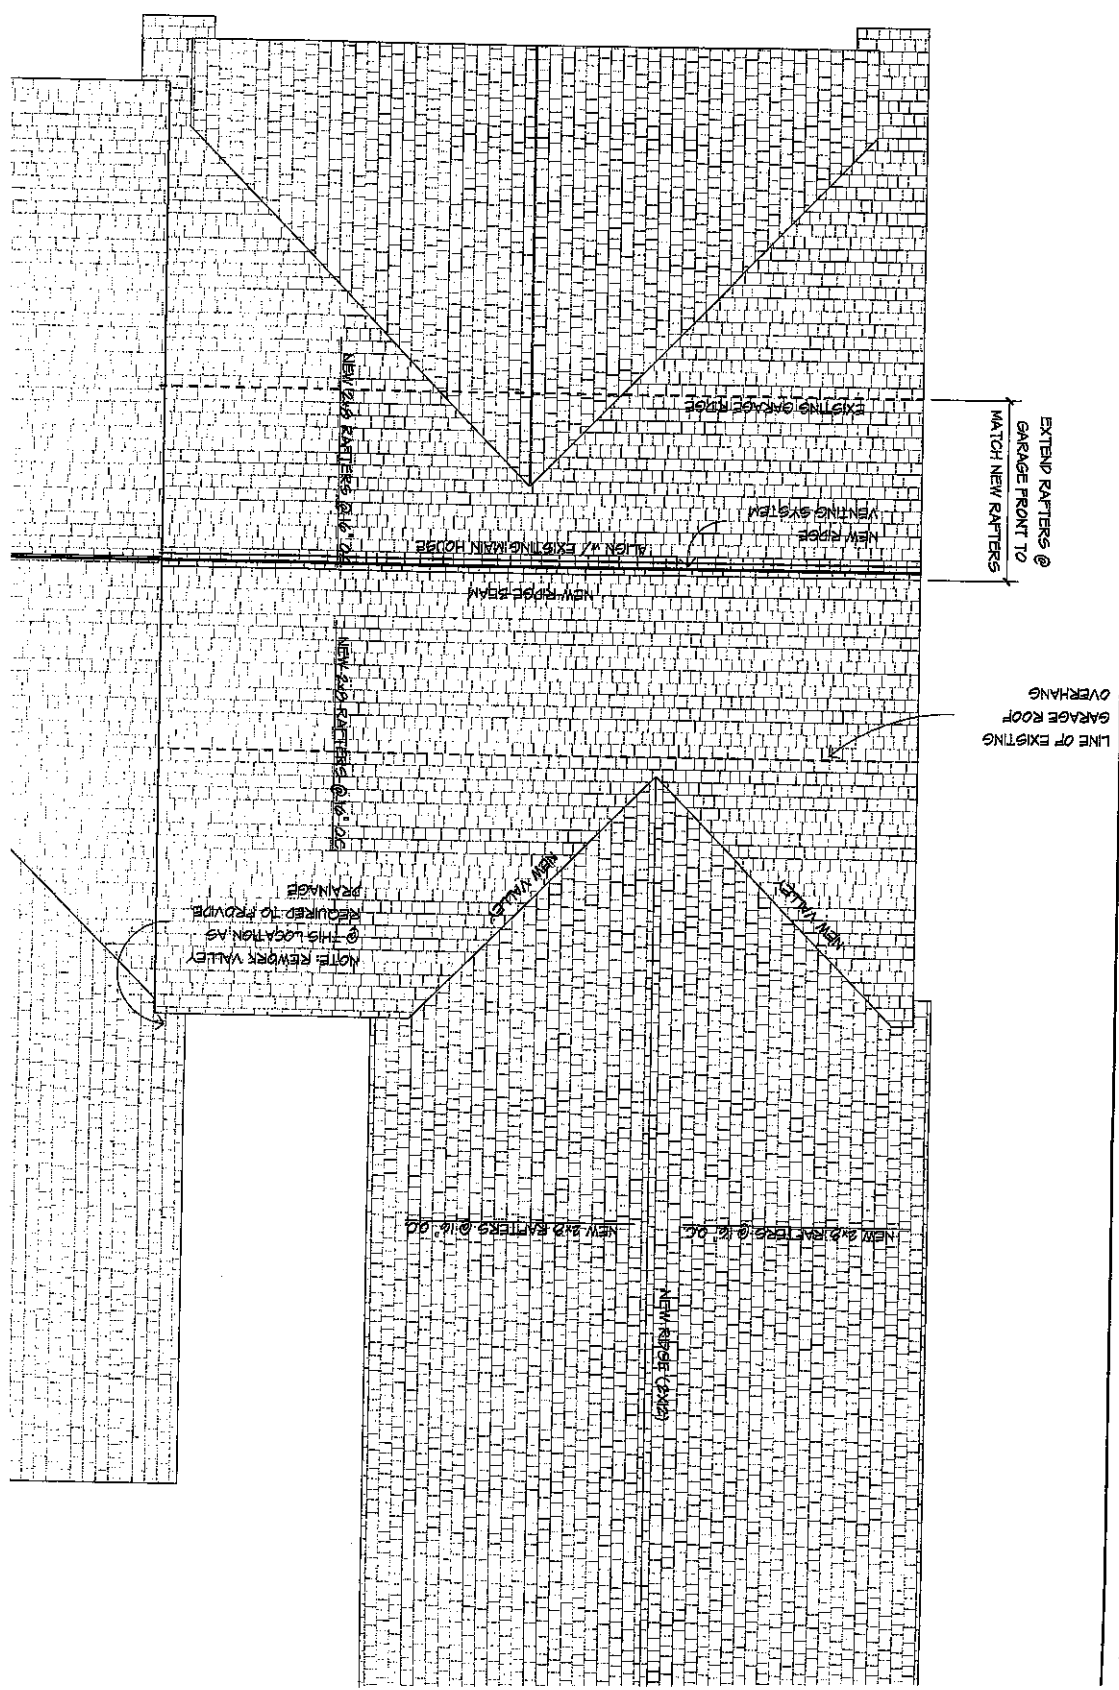 EXTEND RAFTERS @
GARAGE FRONT TO
MATCH NEW RAFTERS
EXISTING GARAGE RIDGE
NEW RIDGE
VENTING SYSTEM
ALIGN W/ EXISTING MAIN HOUSE
NEW RIDGE BEAM
NEW 2x8 RAFTERS @ 16" O.C.
NEW 2x8 RAFTERS @ 16" O.C.
LINE OF EXISTING
GARAGE ROOF
OVERHANG
NEW VALLEY
NEW VALLEY
NOTE: REWORK VALLEY
@ THIS LOCATION AS
REQUIRED TO PROVIDE
DRAINAGE
NEW 2x8 RAFTERS @ 16" O.C.
NEW 2x8 RAFTERS @ 16" O.C.
NEW RIDGE (2X12)